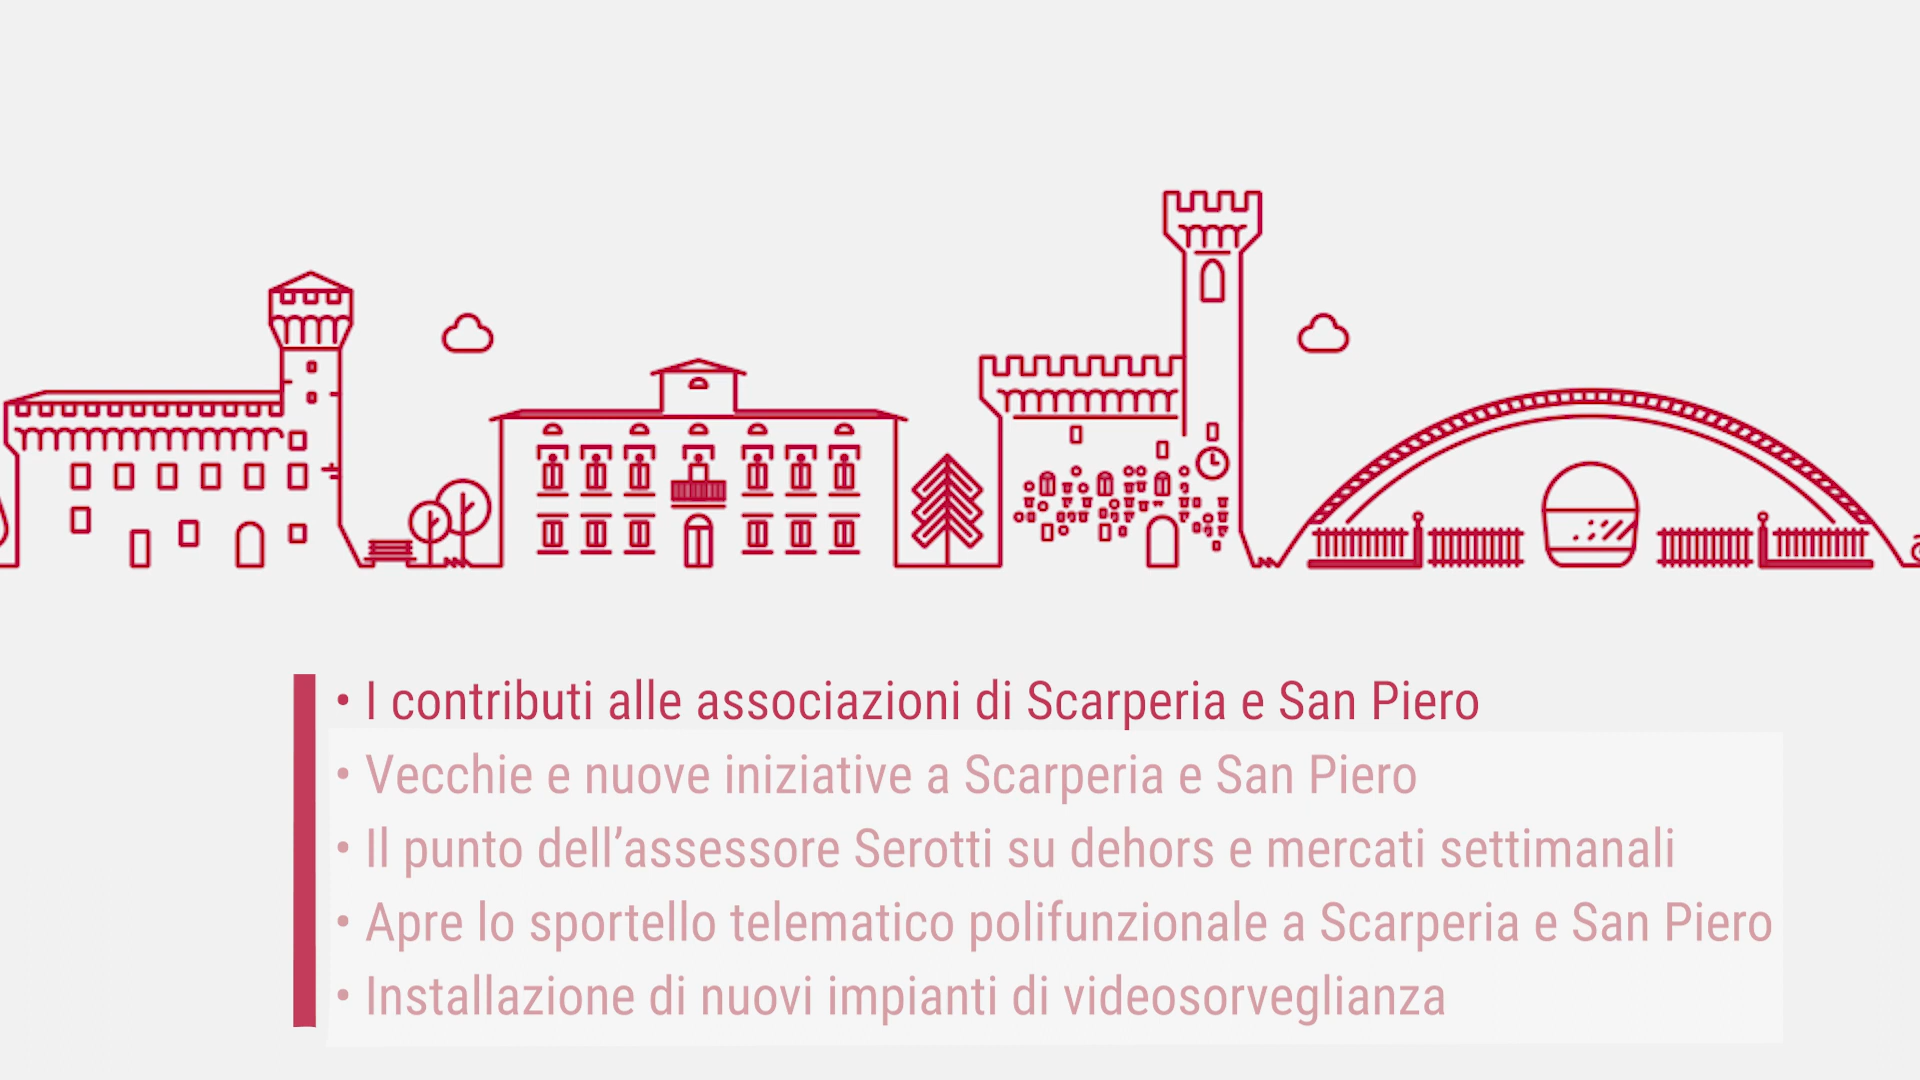 • I contributi alle associazioni di Scarperia e San Piero
• Vecchie e nuove iniziative a Scarperia e San Piero
• Il punto dell’assessore Serotti su dehors e mercati settimanali
• Apre lo sportello telematico polifunzionale a Scarperia e San Piero
• Installazione di nuovi impianti di videosorveglianza